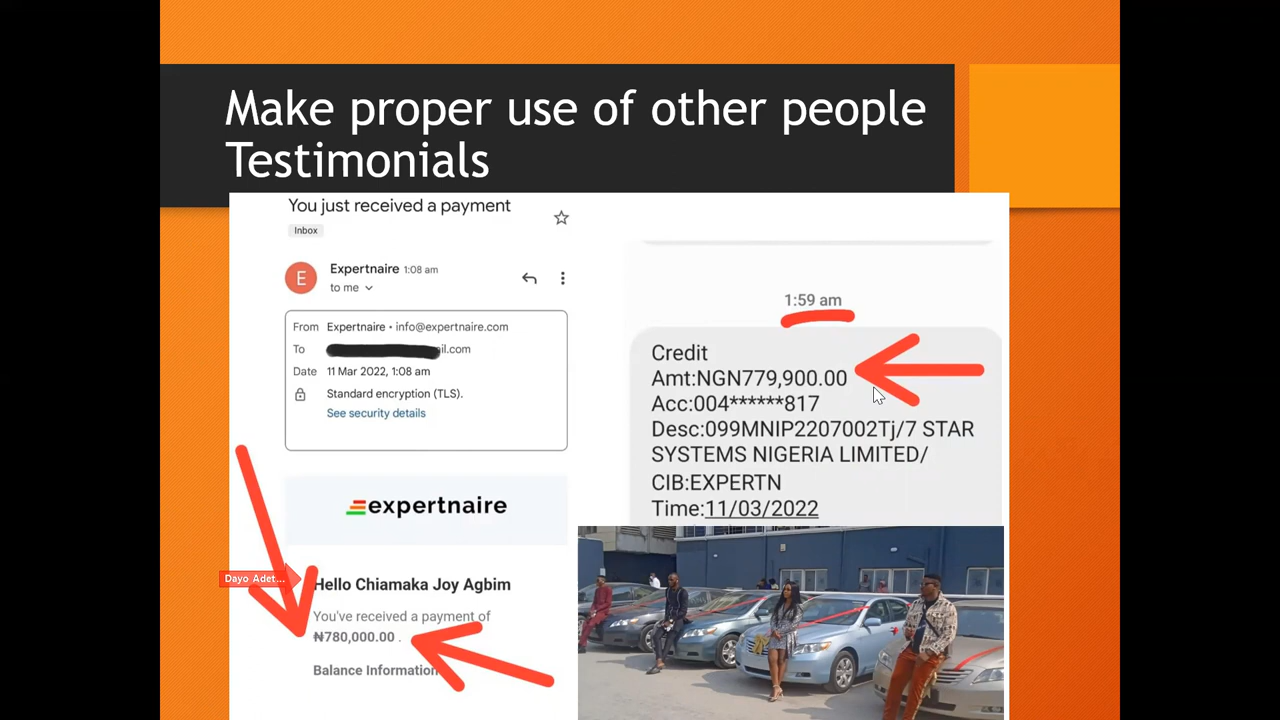 Make proper use of other people
Testimonials
You just received a payment
Inbox
E
Expertnaire 1:08 am
to me
From Expertnaire • info@expertnaire.com
To il.com
Date 11 Mar 2022, 1:08 am
Standard encryption (TLS).
See security details
expertnaire
Dayo Adet...
Hello Chiamaka Joy Agbim
You've received a payment of
₦780,000.00 .
Balance Information
1:59 am
Credit
Amt:NGN779,900.00
Acc:004******817
Desc:099MNIP2207002Tj/7 STAR
SYSTEMS NIGERIA LIMITED/
CIB:EXPERTN
Time:11/03/2022